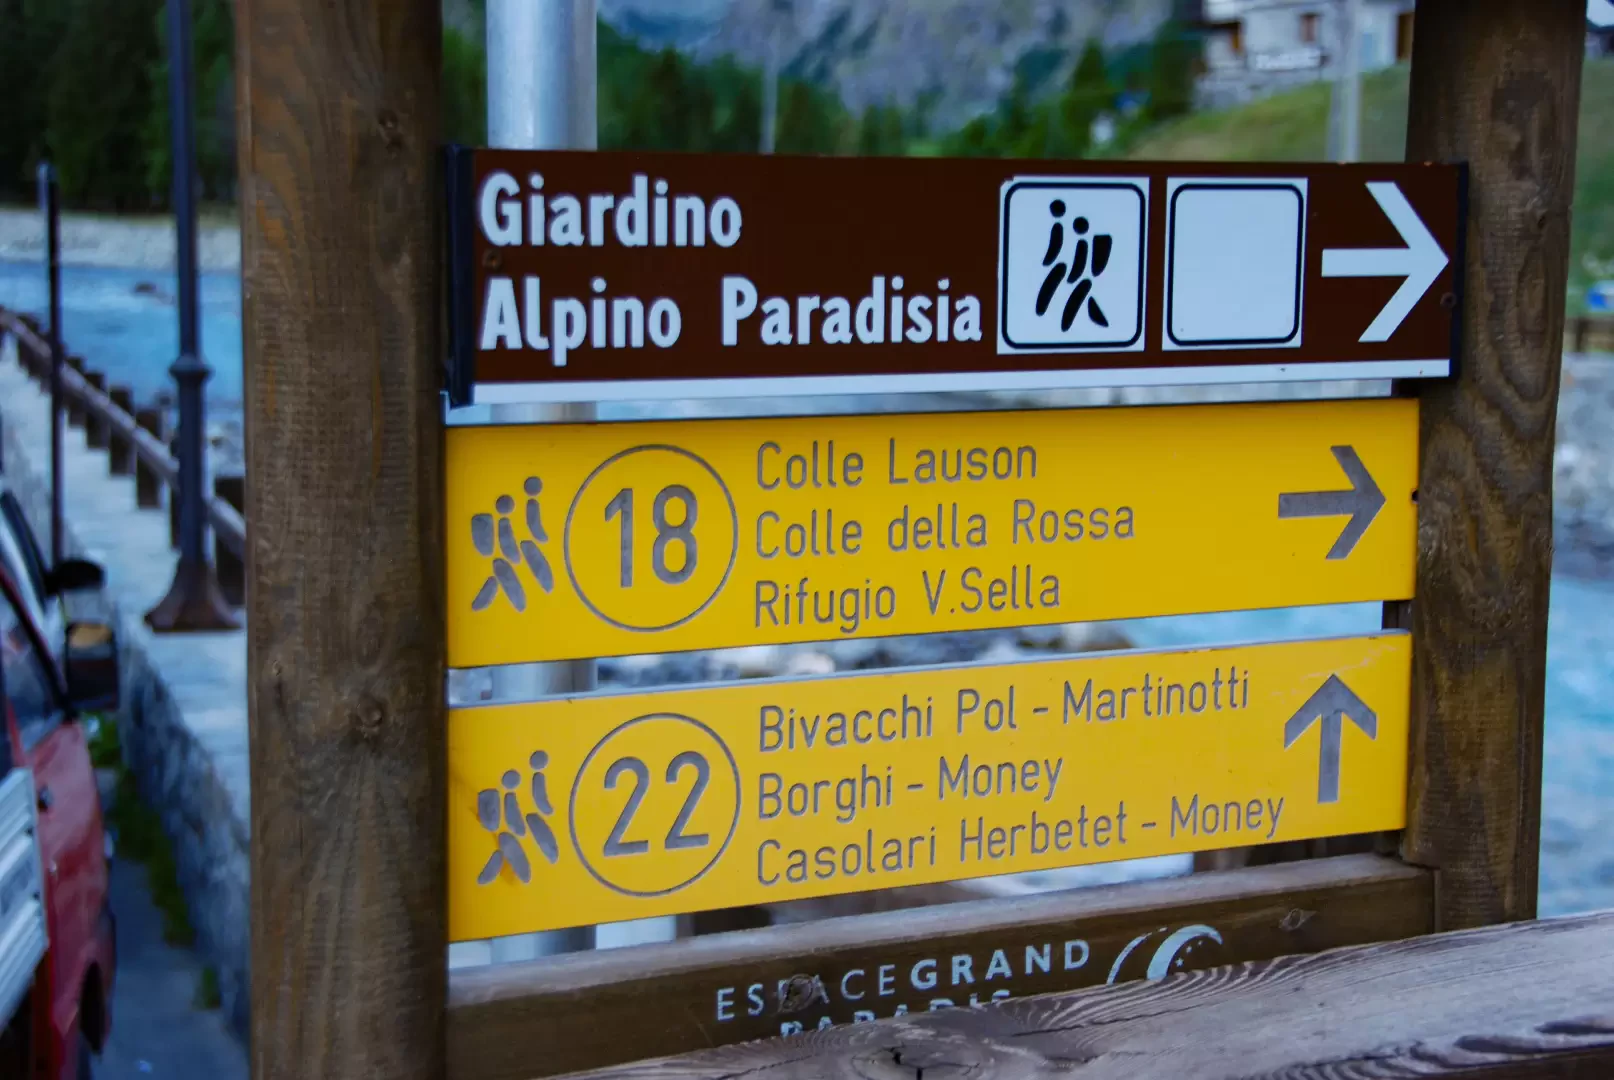 Giardino
Alpino Paradisia
18
Colle Lauson
Colle della Rossa
Rifugio V.Sella
22
Bivacchi Pol - Martinotti
Borghi - Money
Casolari Herbetet - Money
ESPACEGRAND